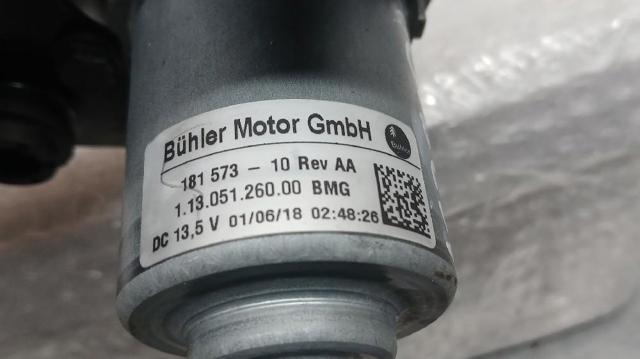 Bühler Motor GmbH
Buhler
181 573 - 10 Rev AA
1.13.051.260.00 BMG
DC 13,5 V 01/06/18 02:48:26